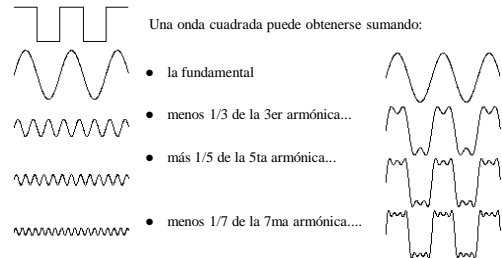 Una onda cuadrada puede obtenerse sumando:
● la fundamental
● menos 1/3 de la 3er armónica...
● más 1/5 de la 5ta armónica...
● menos 1/7 de la 7ma armónica....